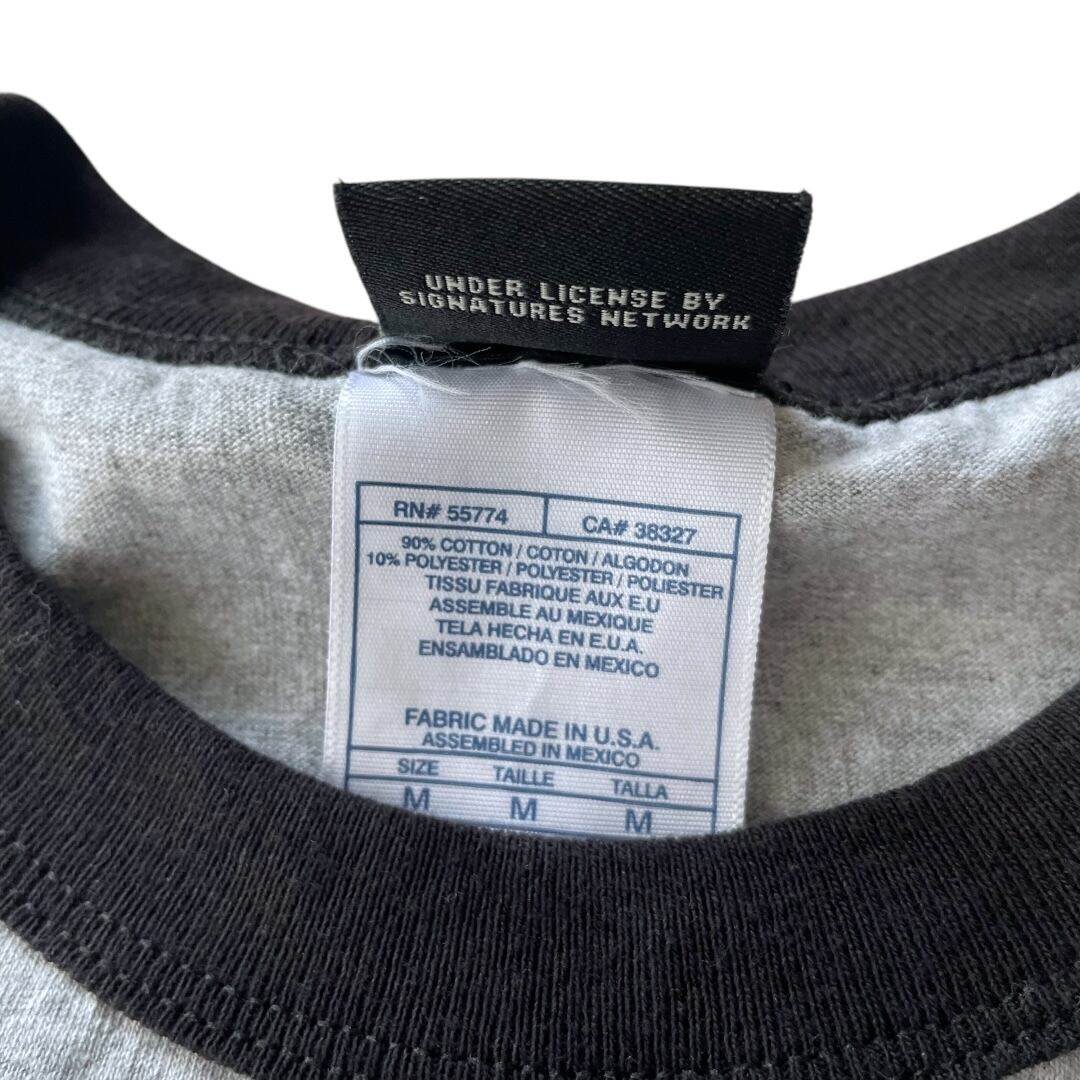 UNDER LICENSE BY
SIGNATURES NETWORK
RN# 55774 CA# 38327
90% COTTON / COTON / ALGODON
10% POLYESTER / POLYESTER / POLIESTER
TISSU FABRIQUE AUX E.U
ASSEMBLE AU MEXIQUE
TELA HECHA EN E.U.A.
ENSAMBLADO EN MEXICO
FABRIC MADE IN U.S.A.
ASSEMBLED IN MEXICO
SIZE TAILLE TALLA
M M M